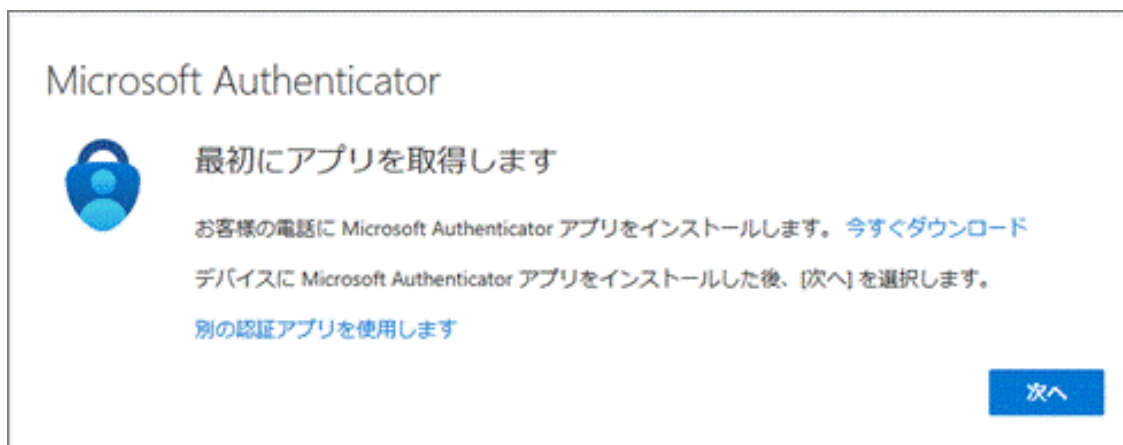 Microsoft Authenticator
最初にアプリを取得します
お客様の電話に Microsoft Authenticator アプリをインストールします。 今すぐダウンロード
デバイスに Microsoft Authenticator アプリをインストールした後、[次へ] を選択します。
別の認証アプリを使用します
次へ